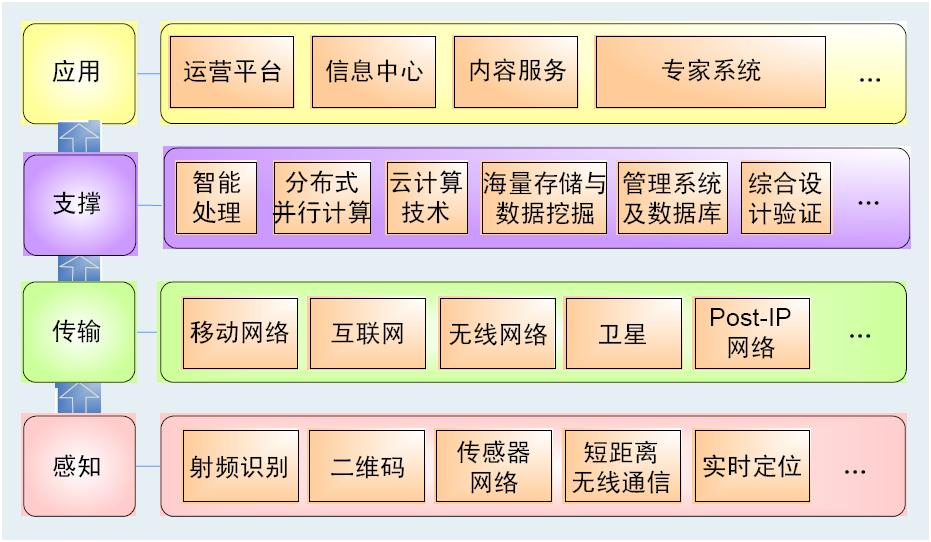 应用
运营平台
信息中心
内容服务
专家系统
...
支撑
智能
处理
分布式
并行计算
云计算
技术
海量存储与
数据挖掘
管理系统
及数据库
综合设
计验证
...
传输
移动网络
互联网
无线网络
卫星
Post-IP
网络
...
感知
射频识别
二维码
传感器
网络
短距离
无线通信
实时定位
...